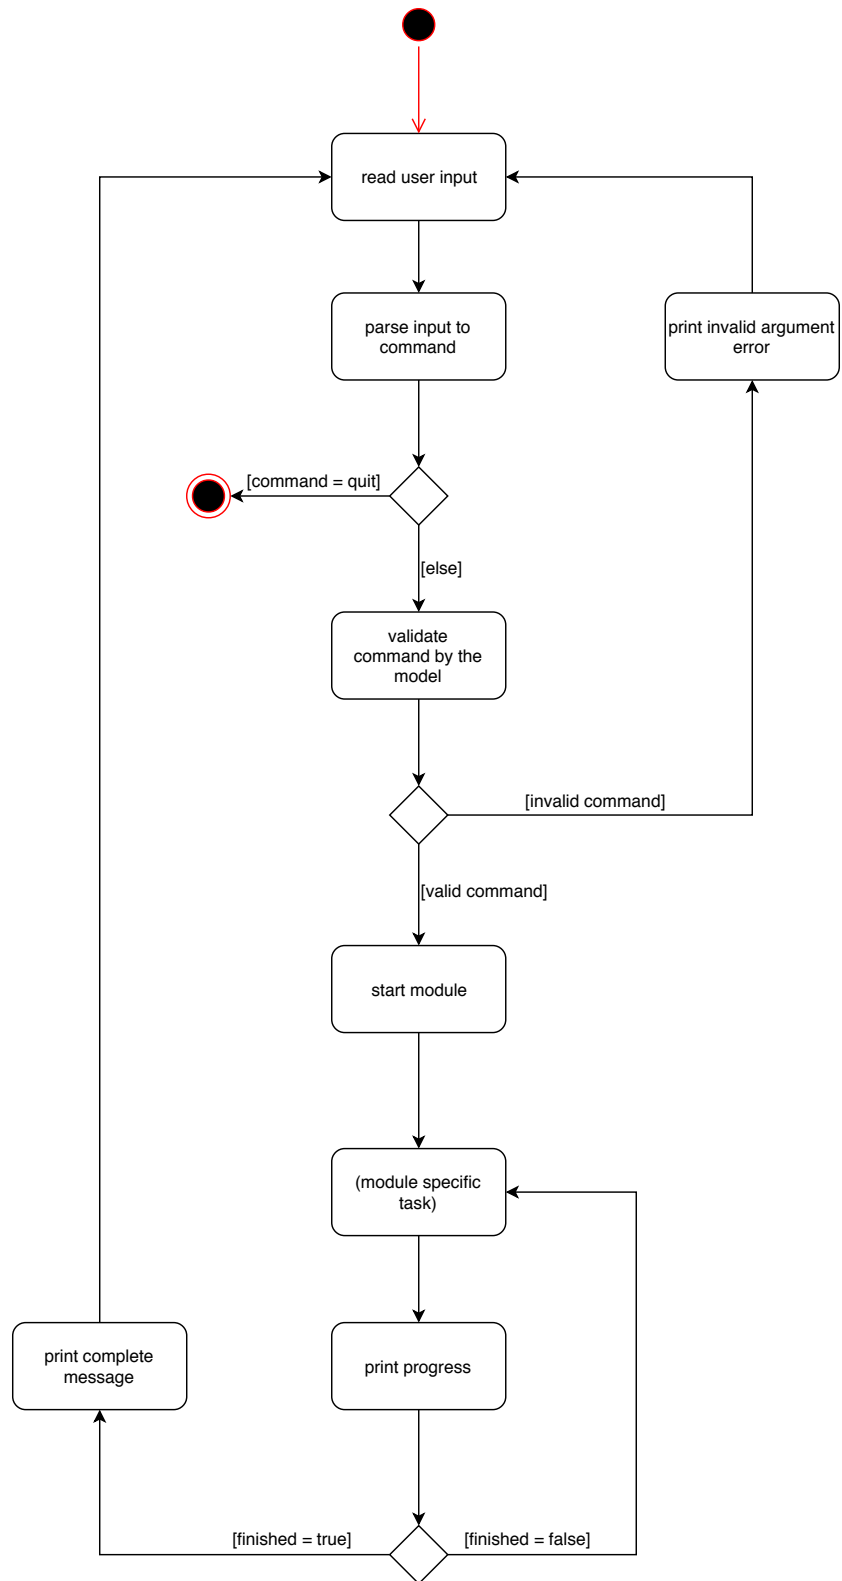 read user input
parse input to
command
print invalid argument
error
[command = quit]
[else]
validate
command by the
model
[invalid command]
[valid command]
start module
(module specific
task)
print complete
message
print progress
[finished = true]
[finished = false]